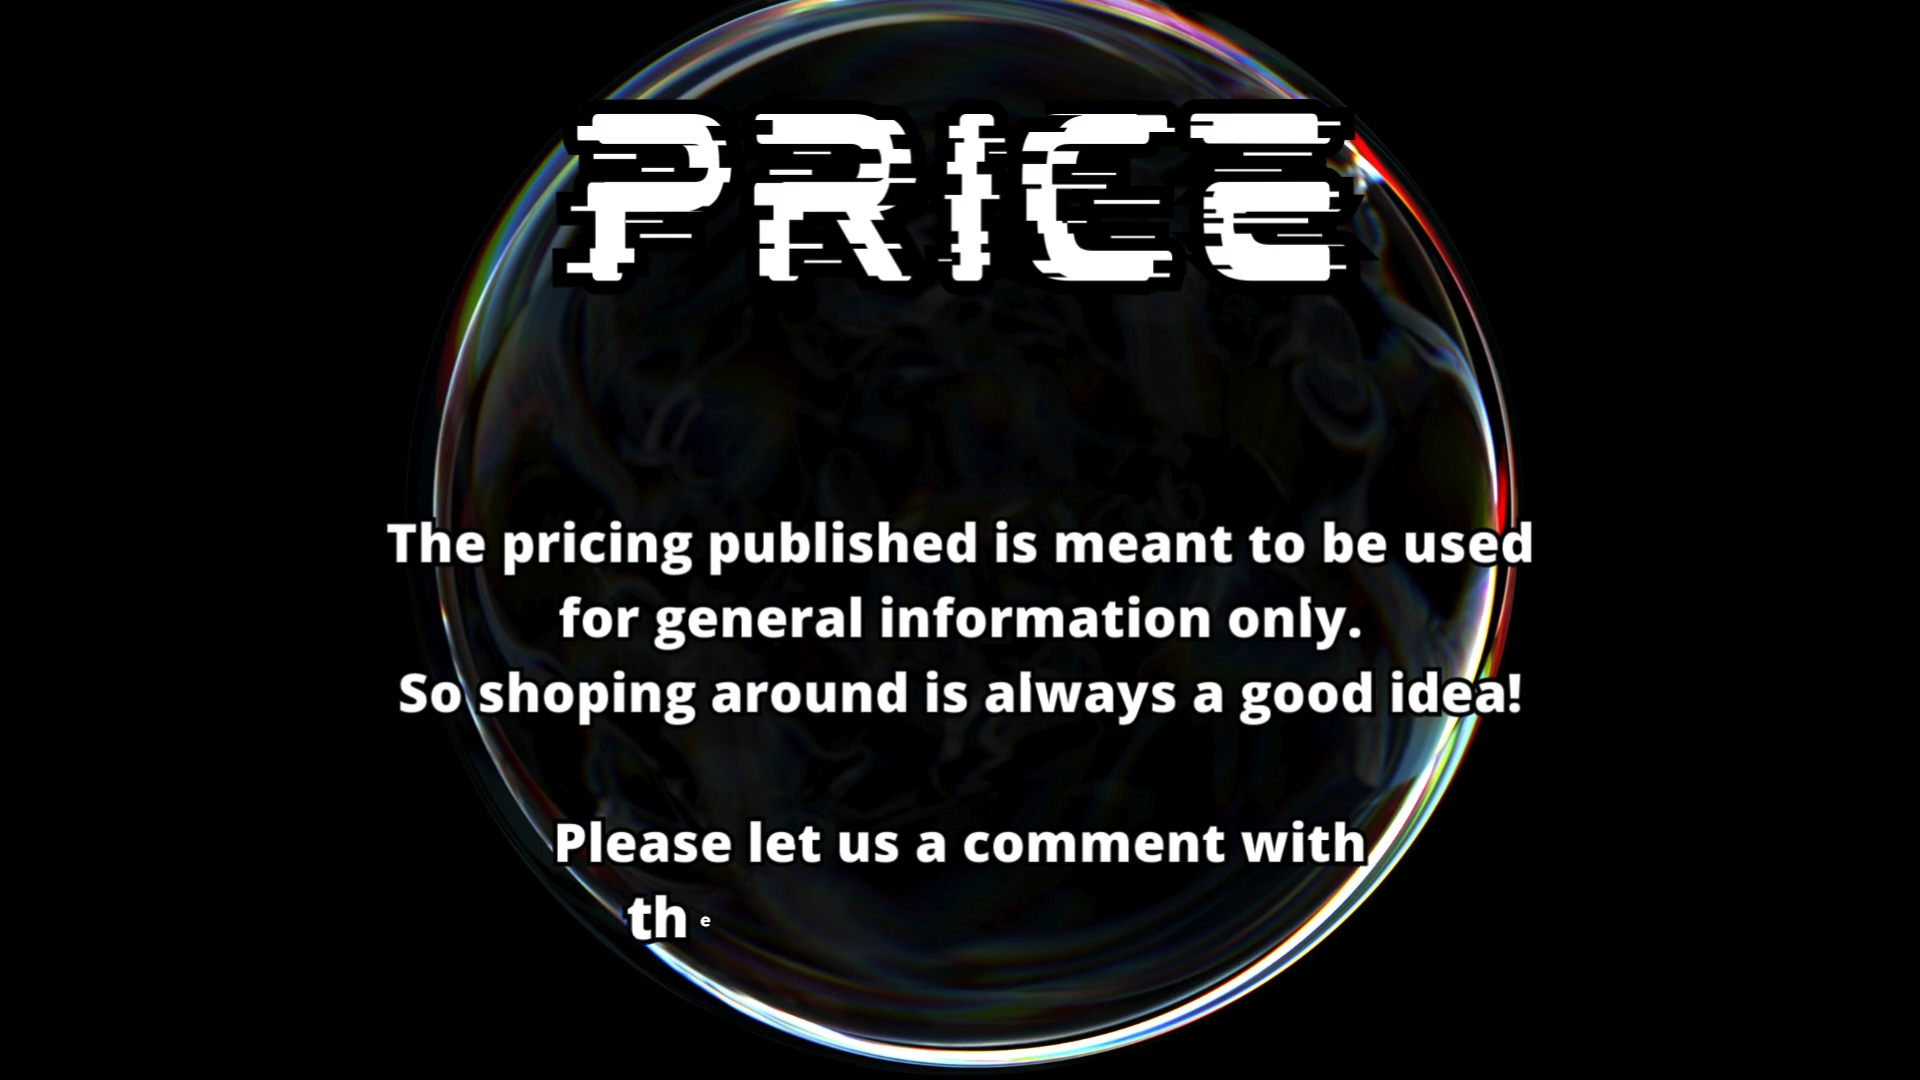 PRICE
The pricing published is meant to be used
for general information only.
So shoping around is always a good idea!
Please let us a comment with
the